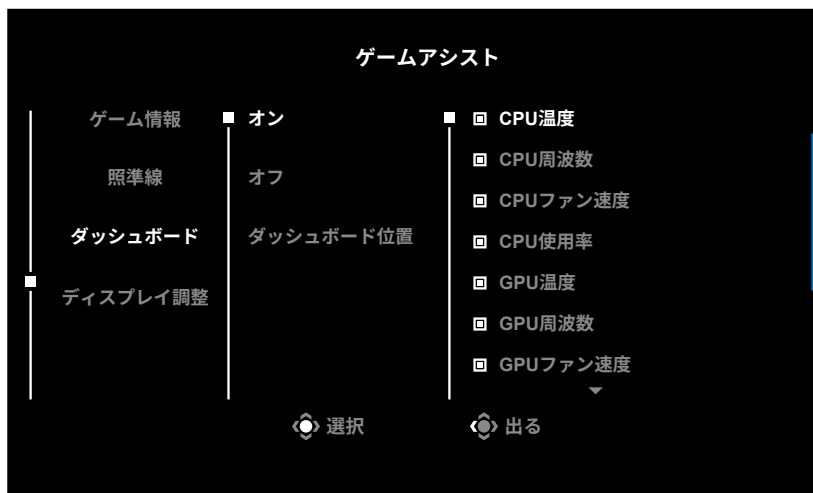 ゲームアシスト
ゲーム情報
照準線
ダッシュボード
ディスプレイ調整
オン
オフ
ダッシュボード位置
CPU温度
CPU周波数
CPUファン速度
CPU使用率
GPU温度
GPU周波数
GPUファン速度
選択
出る